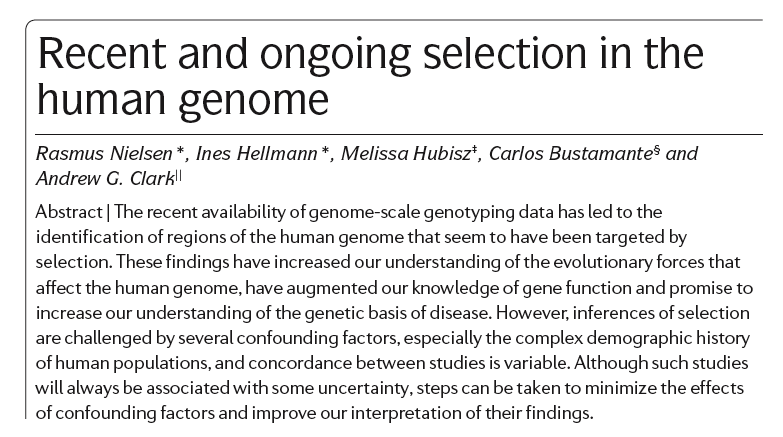 Recent and ongoing selection in the
human genome
Rasmus Nielsen*, Ines Hellmann*, Melissa Hubisz‡, Carlos Bustamante§ and
Andrew G. Clark||
Abstract | The recent availability of genome-scale genotyping data has led to the
identification of regions of the human genome that seem to have been targeted by
selection. These findings have increased our understanding of the evolutionary forces that
affect the human genome, have augmented our knowledge of gene function and promise to
increase our understanding of the genetic basis of disease. However, inferences of selection
are challenged by several confounding factors, especially the complex demographic history
of human populations, and concordance between studies is variable. Although such studies
will always be associated with some uncertainty, steps can be taken to minimize the effects
of confounding factors and improve our interpretation of their findings.